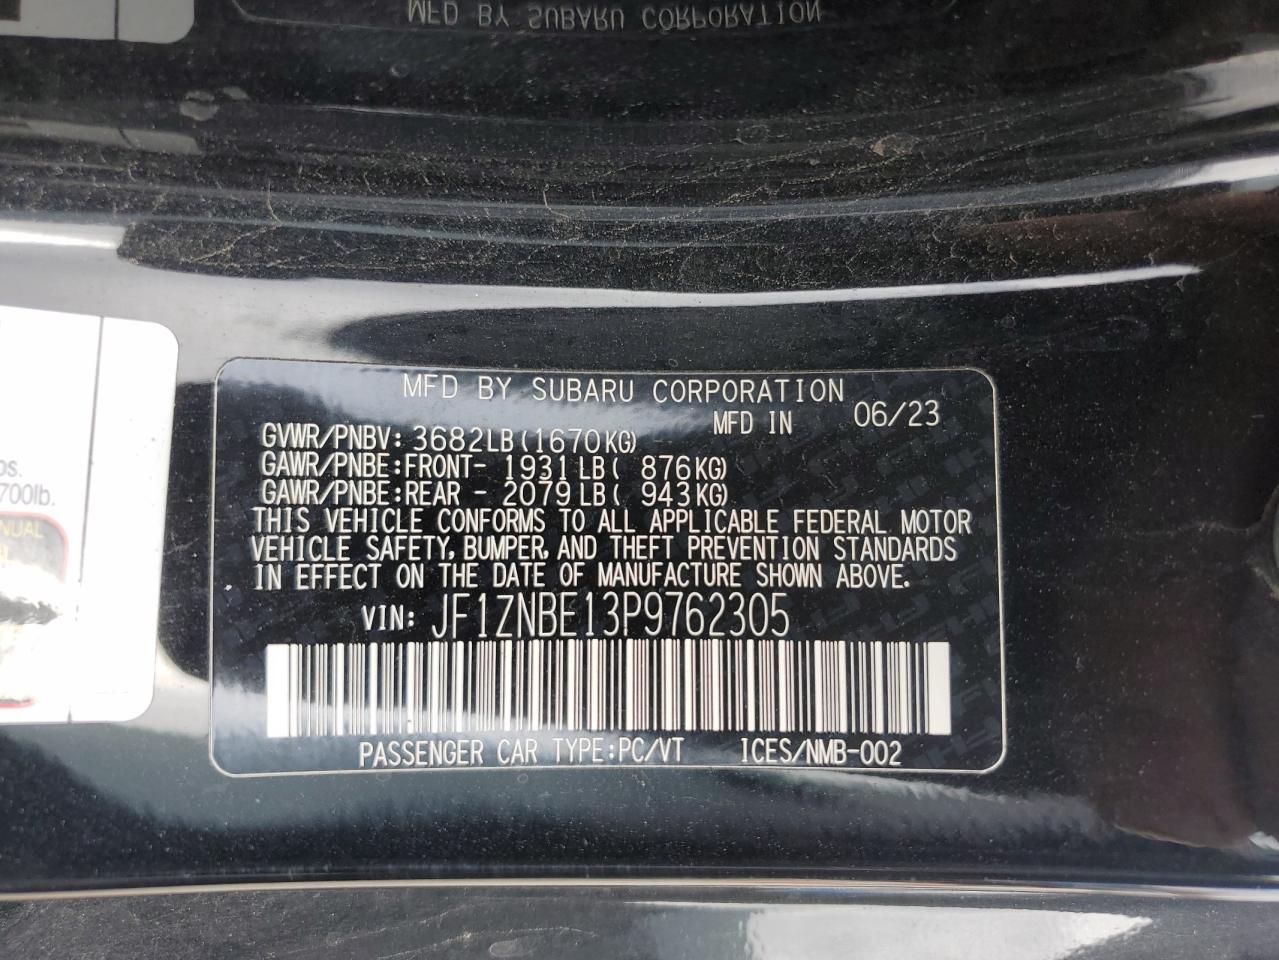 MFD BY SUBARU CORPORATION
MFD BY SUBARU CORPORATION
MFD IN 06/23
GVWR/PNBV: 3682LB(1670KG)
GAWR/PNBE:FRONT- 1931LB( 876KG)
GAWR/PNBE:REAR - 2079LB( 943KG)
THIS VEHICLE CONFORMS TO ALL APPLICABLE FEDERAL MOTOR
VEHICLE SAFETY, BUMPER, AND THEFT PREVENTION STANDARDS
IN EFFECT ON THE DATE OF MANUFACTURE SHOWN ABOVE.
VIN: JF1ZNBE13P9762305
PASSENGER CAR TYPE:PC/VT ICES/NMB-002
700lb.